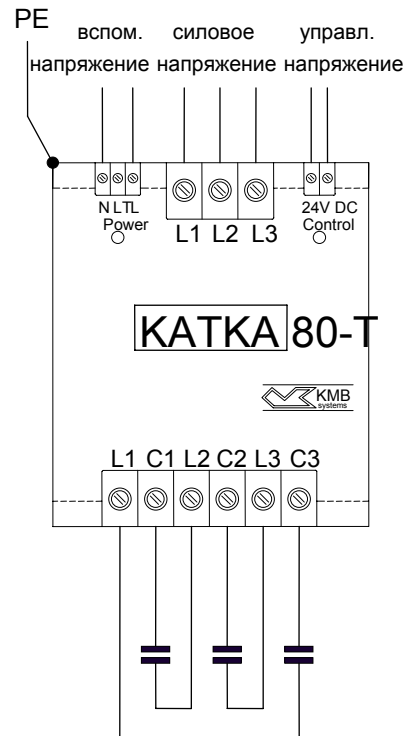 PE
вспом. силовое управл.
напряжение напряжение напряжение
N LTL 24V DC
Power Control
L1 L2 L3
KATKA 80-T
KMB
systems
L1 C1 L2 C2 L3 C3